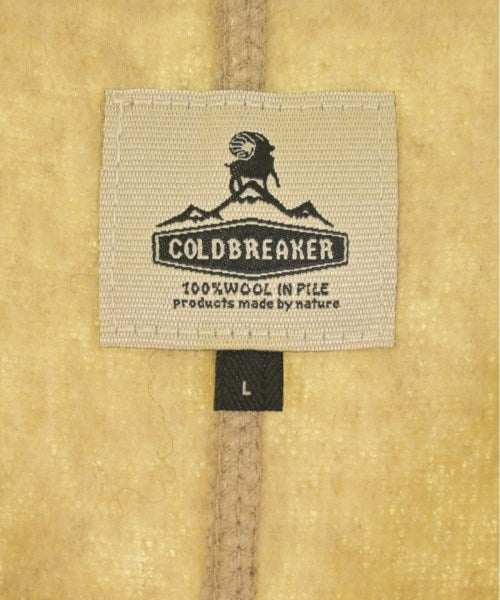 COLDBREAKER
100%WOOL IN PILE
products made by nature
L